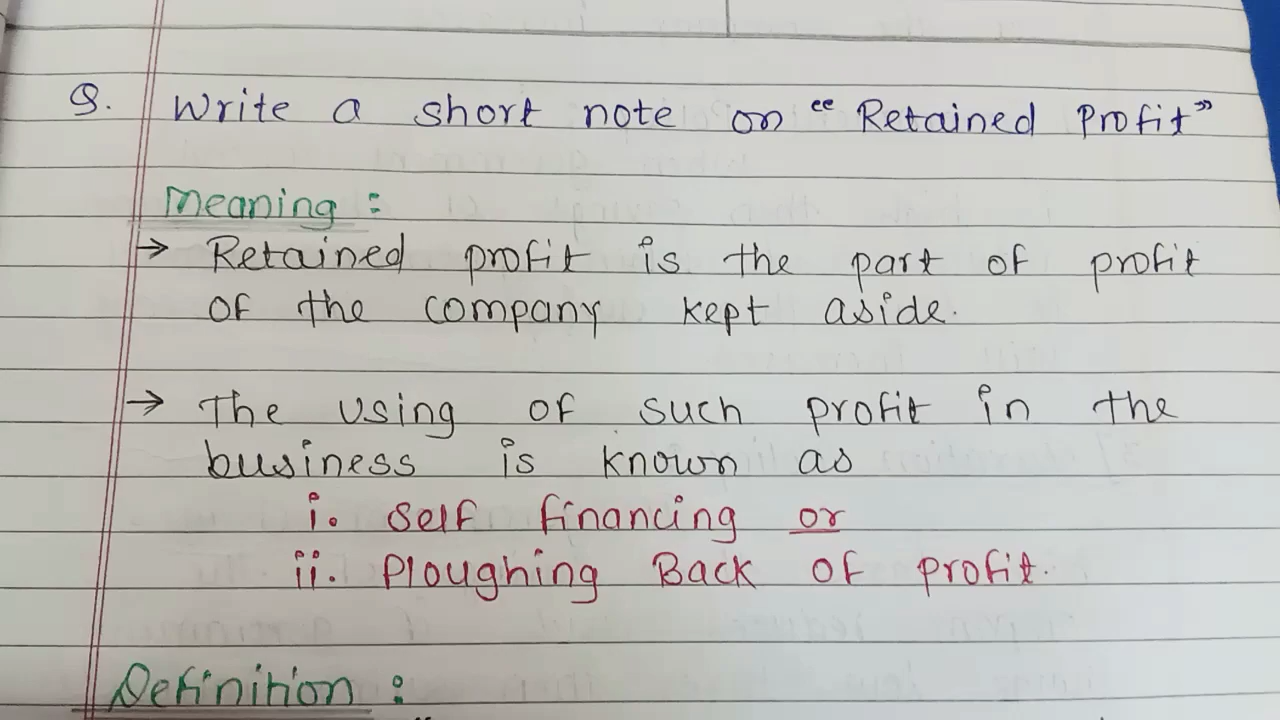 Q. Write a short note on "Retained Profit"
Meaning :
→ Retained profit is the part of profit
of the company kept aside.
→ The using of such profit in the
business is known as
i. Self financing or
ii. Ploughing Back of profit.
Definition :